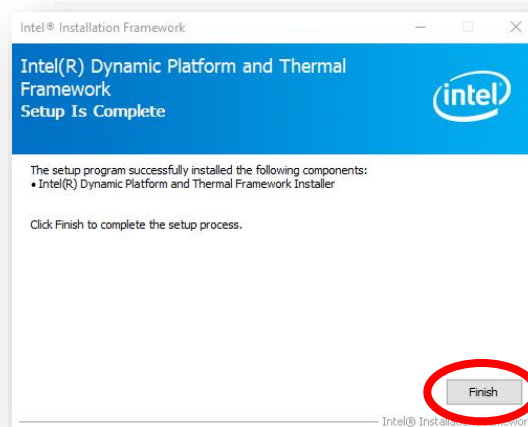 Intel® Installation Framework
Intel(R) Dynamic Platform and Thermal
Framework
Setup Is Complete
intel
The setup program successfully installed the following components:
• Intel(R) Dynamic Platform and Thermal Framework Installer
Click Finish to complete the setup process.
Finish
Intel® Installation Framework